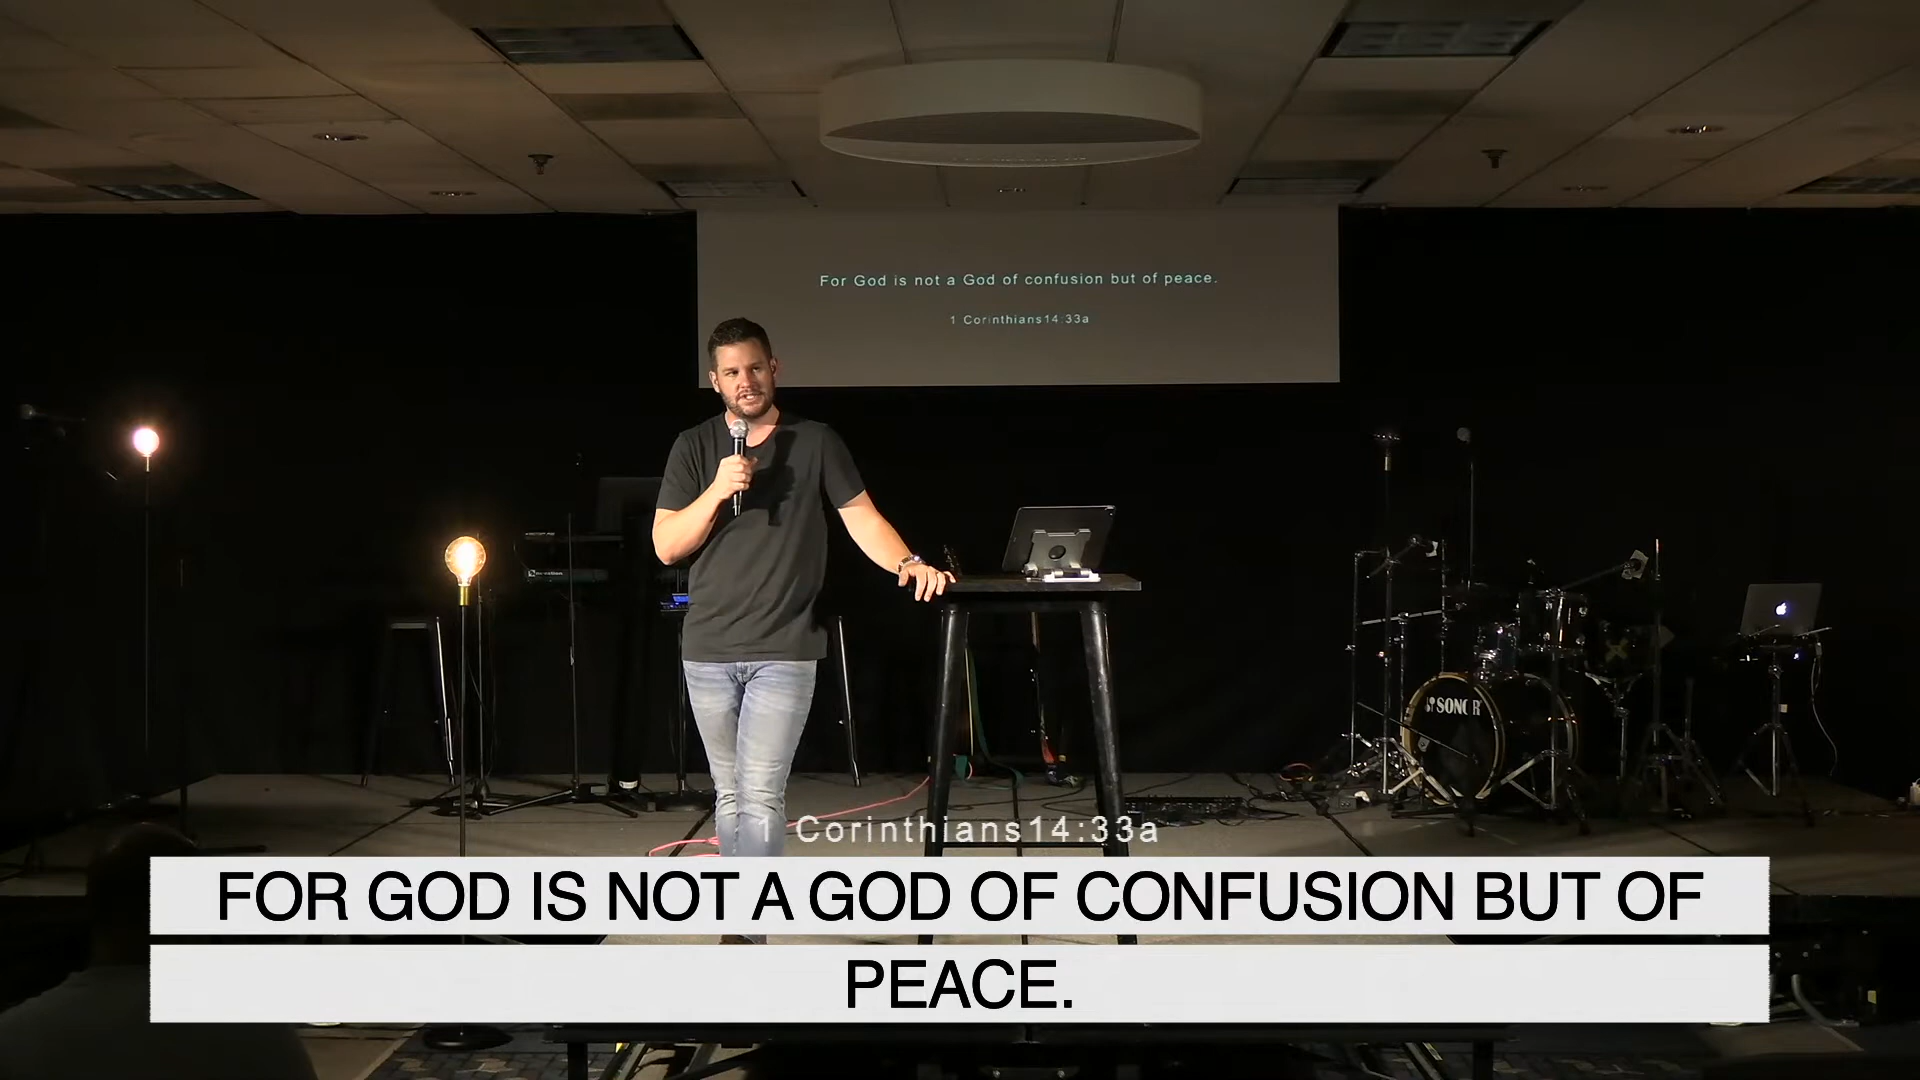 For God is not a God of confusion but of peace.
1 Corinthians14:33a
SONOR
1 Corinthians14:33a
FOR GOD IS NOT A GOD OF CONFUSION BUT OF
PEACE.